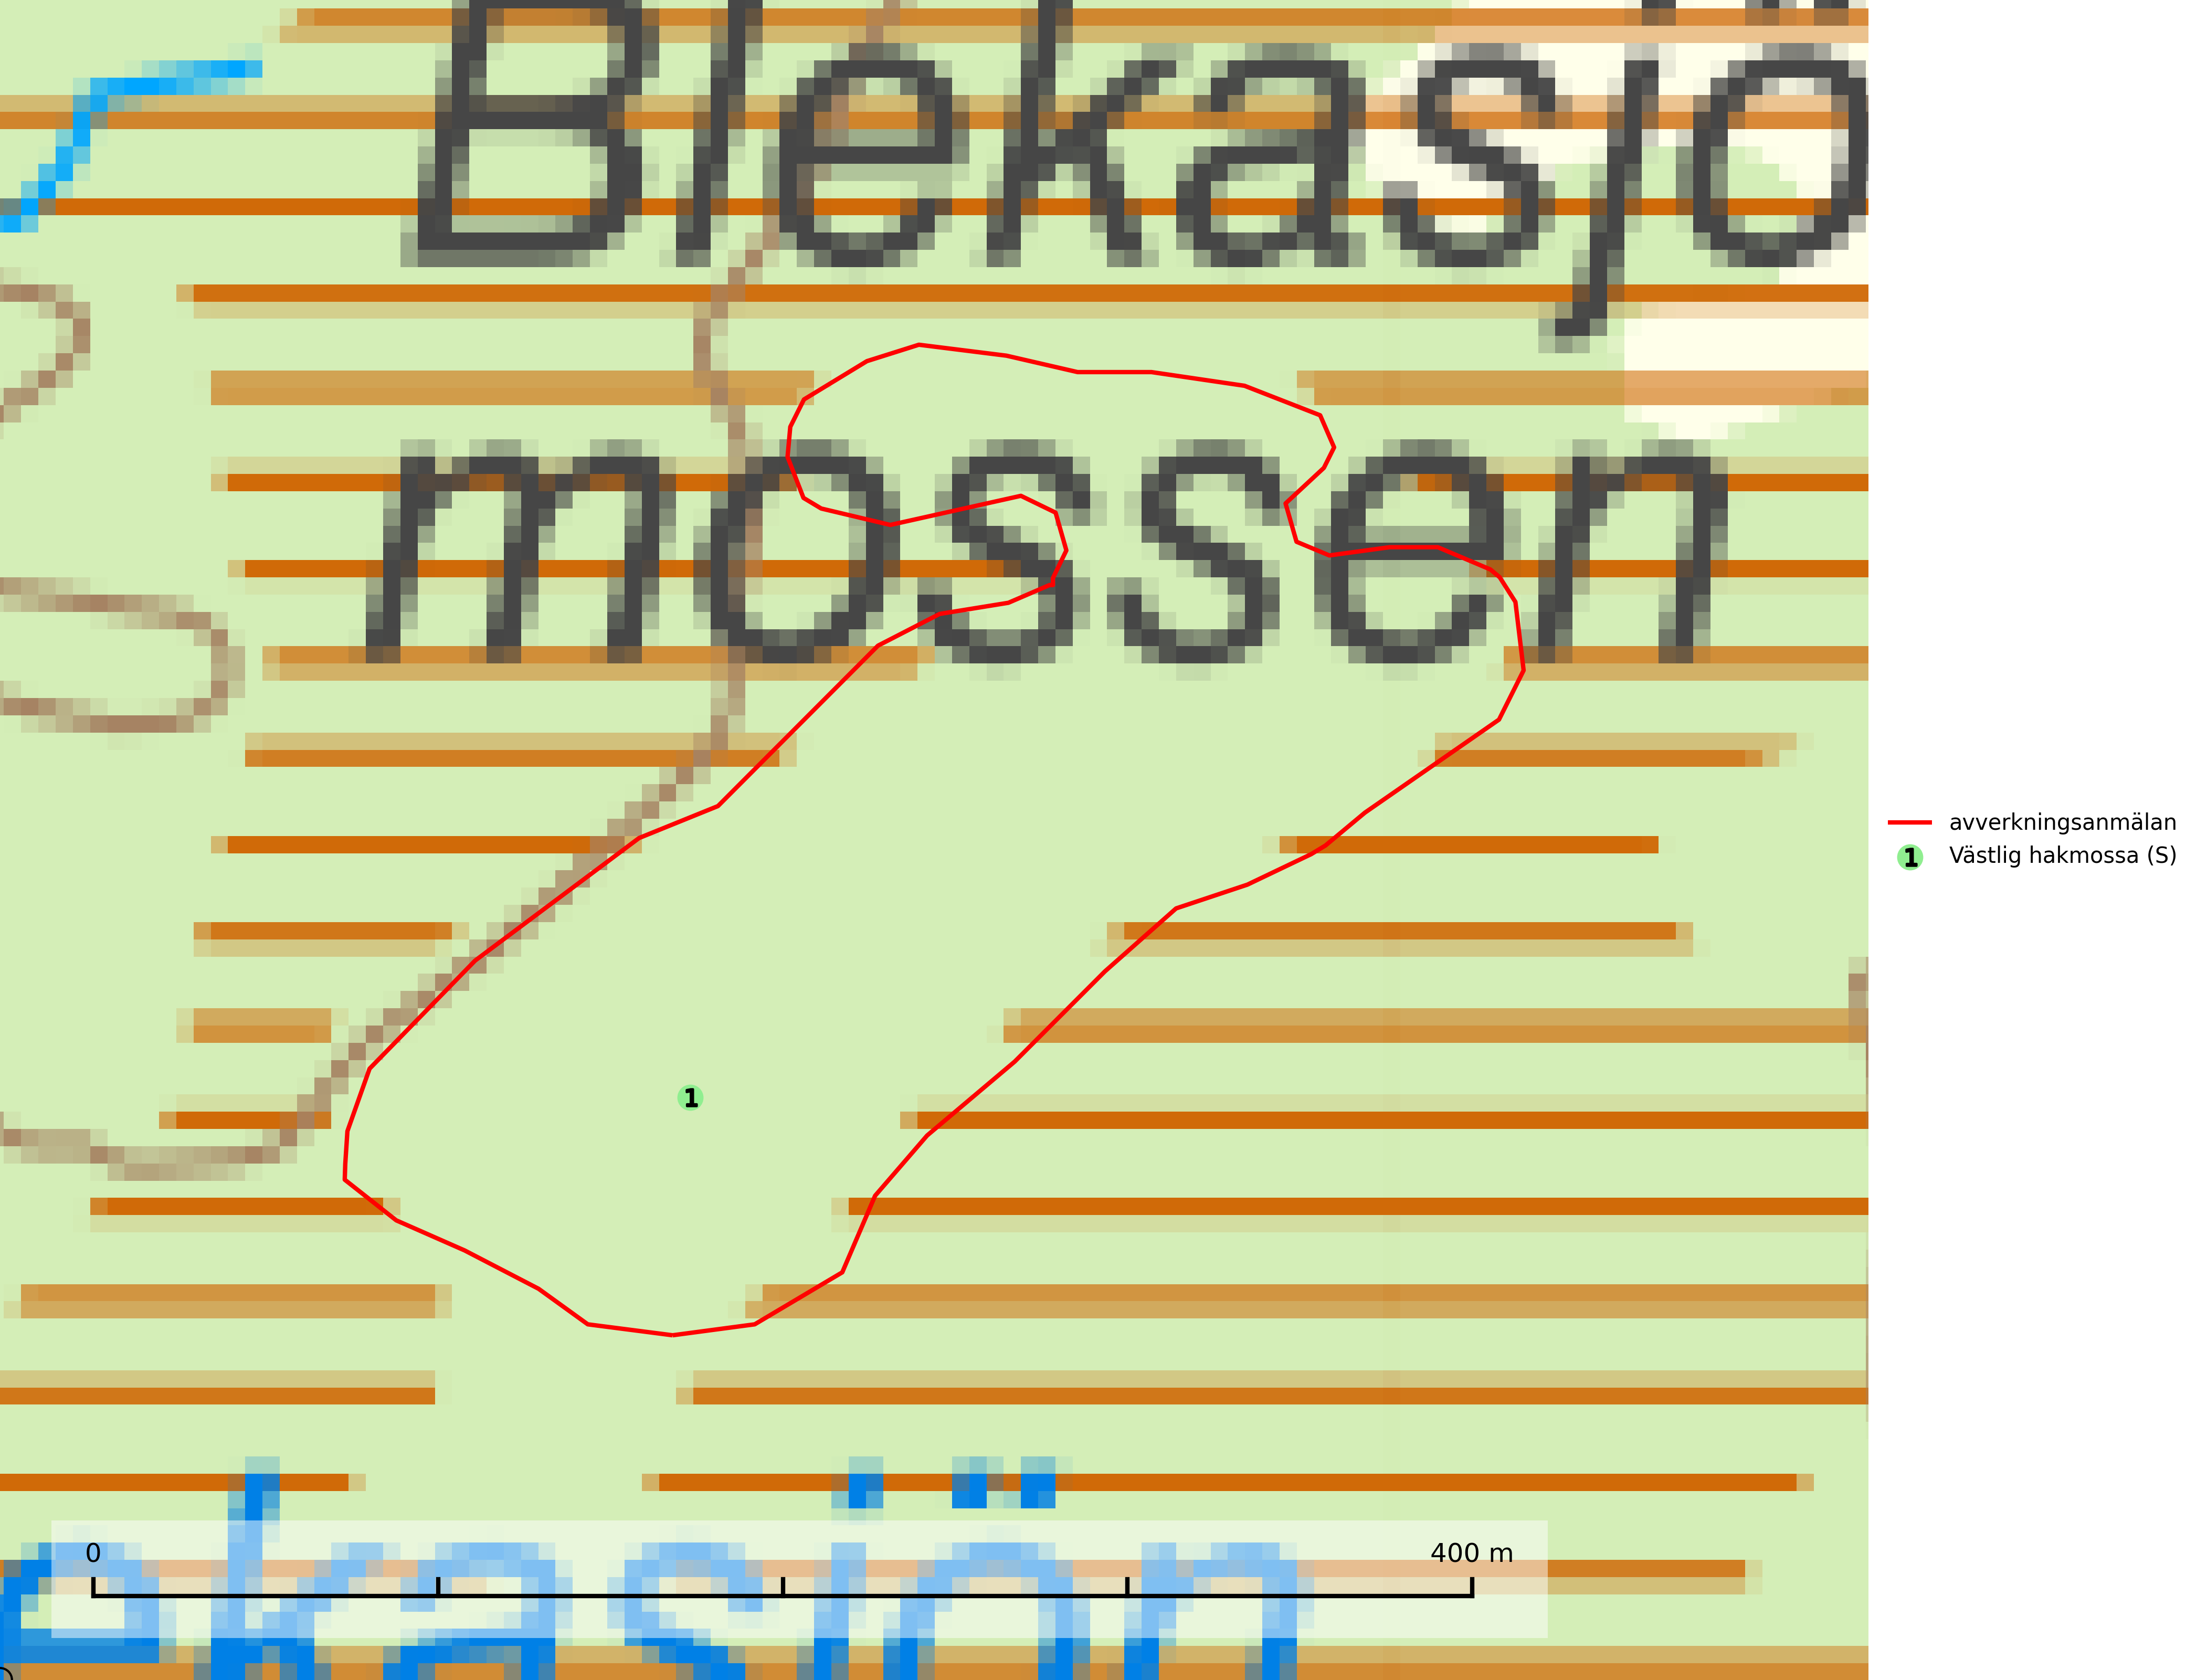 Blekasjö
mossen
avverkningsanmälan
1 Västlig hakmossa (S)
1
0 400 m